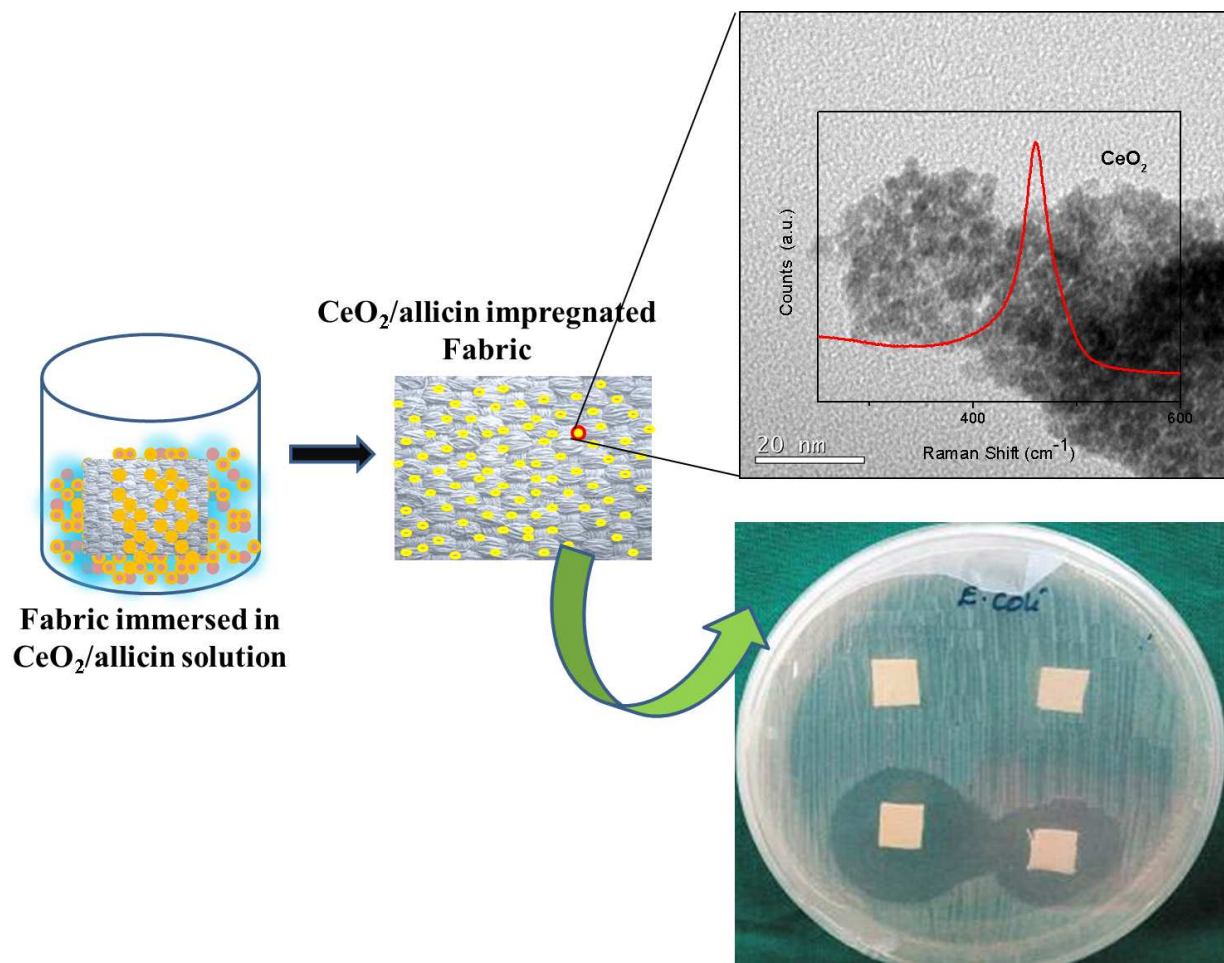 CeO₂/allicin impregnated
Fabric
Fabric immersed in
CeO₂/allicin solution
CeO₂
Counts (a.u.)
400
600
Raman Shift (cm⁻¹)
20 nm
E. coli